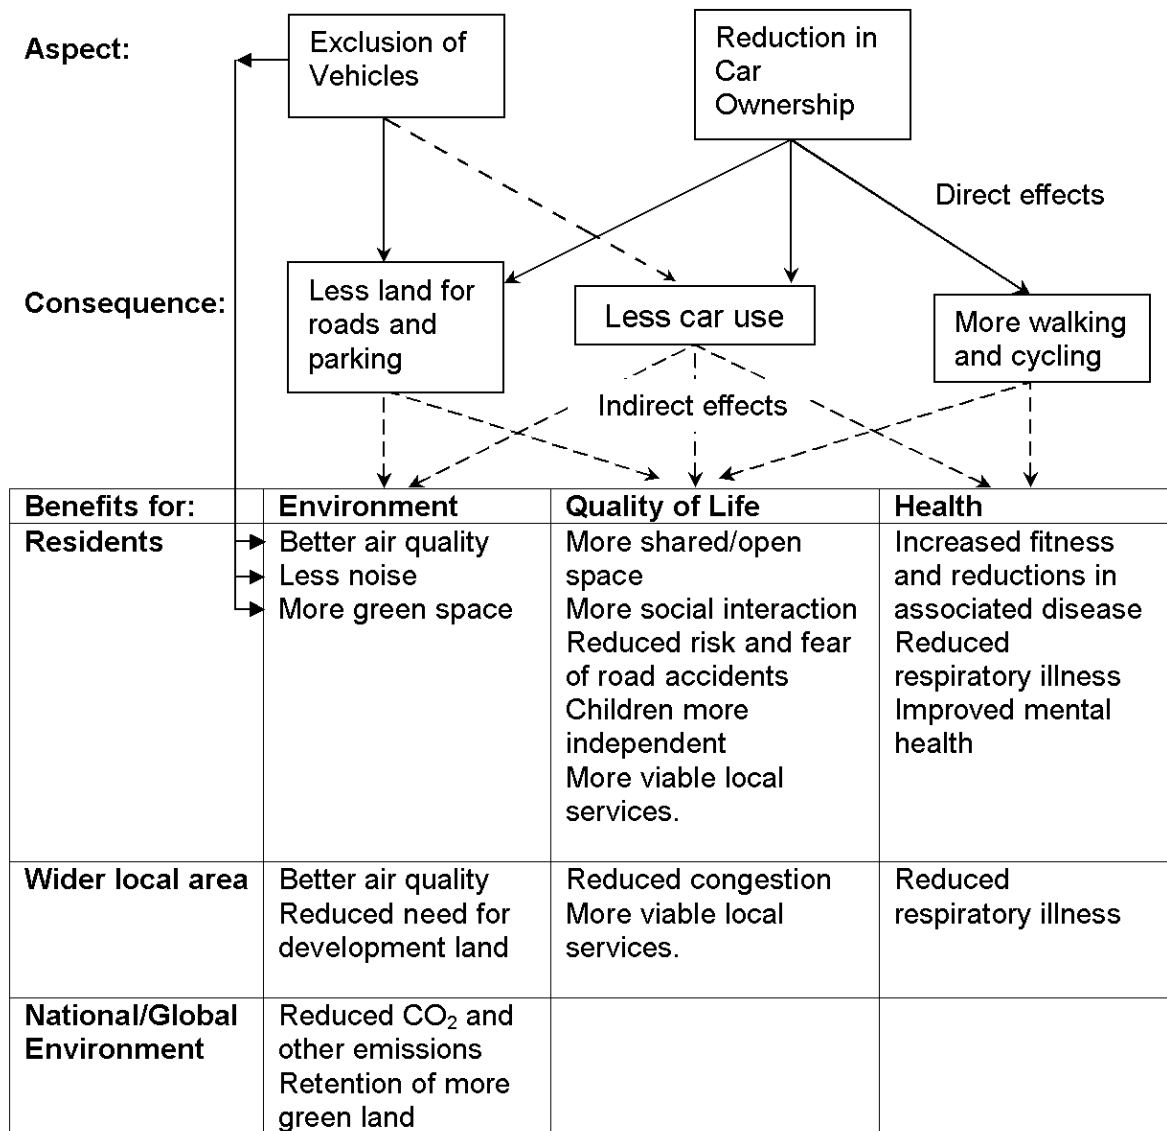 Aspect:
Exclusion of
Vehicles
Reduction in
Car
Ownership
Direct effects
Consequence:
Less land for
roads and
parking
Less car use
More walking
and cycling
Indirect effects
Benefits for:
Environment
Quality of Life
Health
Residents
Better air quality
Less noise
More green space
More shared/open
space
More social interaction
Reduced risk and fear
of road accidents
Children more
independent
More viable local
services.
Increased fitness
and reductions in
associated disease
Reduced
respiratory illness
Improved mental
health
Wider local area
Better air quality
Reduced need for
development land
Reduced congestion
More viable local
services.
Reduced
respiratory illness
National/Global
Environment
Reduced CO₂ and
other emissions
Retention of more
green land